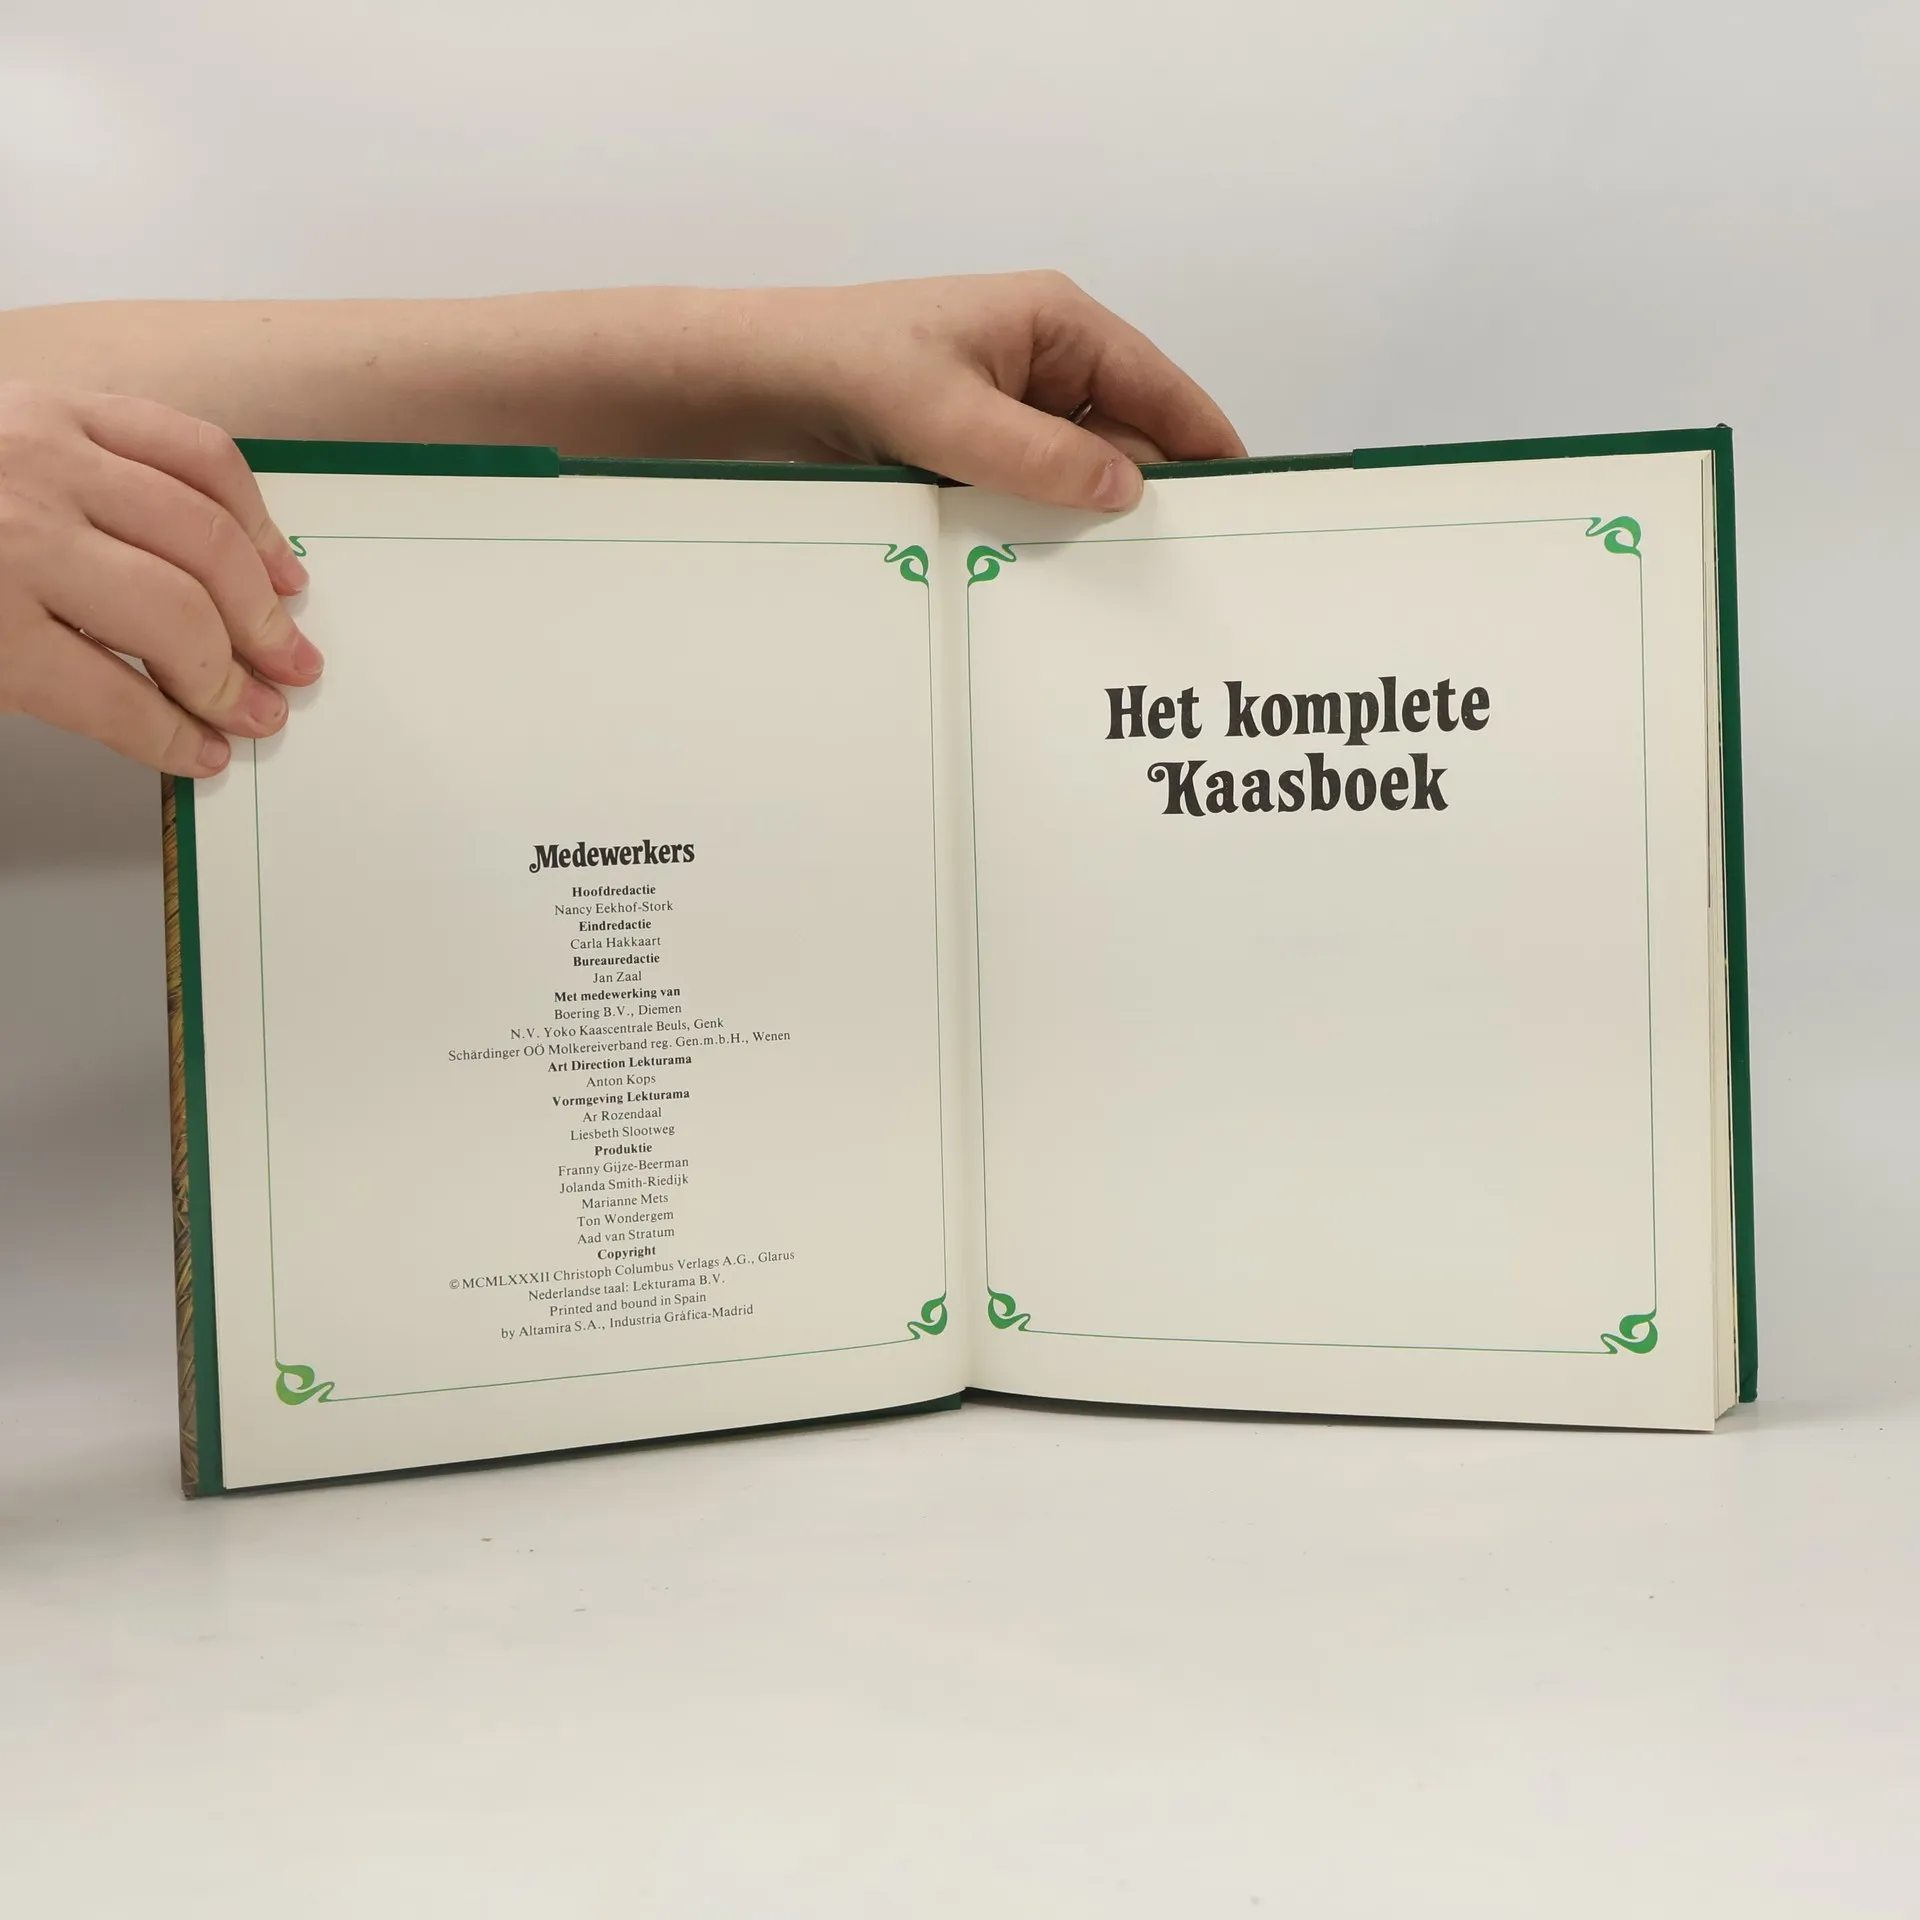 Medewerkers
Hoofdredactie
Nancy Eekhof-Stork
Eindredactie
Carla Hakkaart
Bureauredactie
Jan Zaal
Met medewerking van
Boering B.V., Diemen
N.V. Yoko Kaascentrale Beuls, Genk
Schärdinger OÖ Molkereiverband reg. Gen.m.b.H., Wenen
Art Direction Lekturama
Anton Kops
Vormgeving Lekturama
Ar Rozendaal
Liesbeth Slootweg
Produktie
Franny Gijze-Beerman
Jolanda Smith-Riedijk
Marianne Mets
Ton Wondergem
Aad van Stratum
Copyright
© MCMLXXXII Christoph Columbus Verlags A.G., Glarus
Nederlandse taal: Lekturama B.V.
Printed and bound in Spain
by Altamira S.A., Industria Gráfica-Madrid
Het komplete
Kaasboek